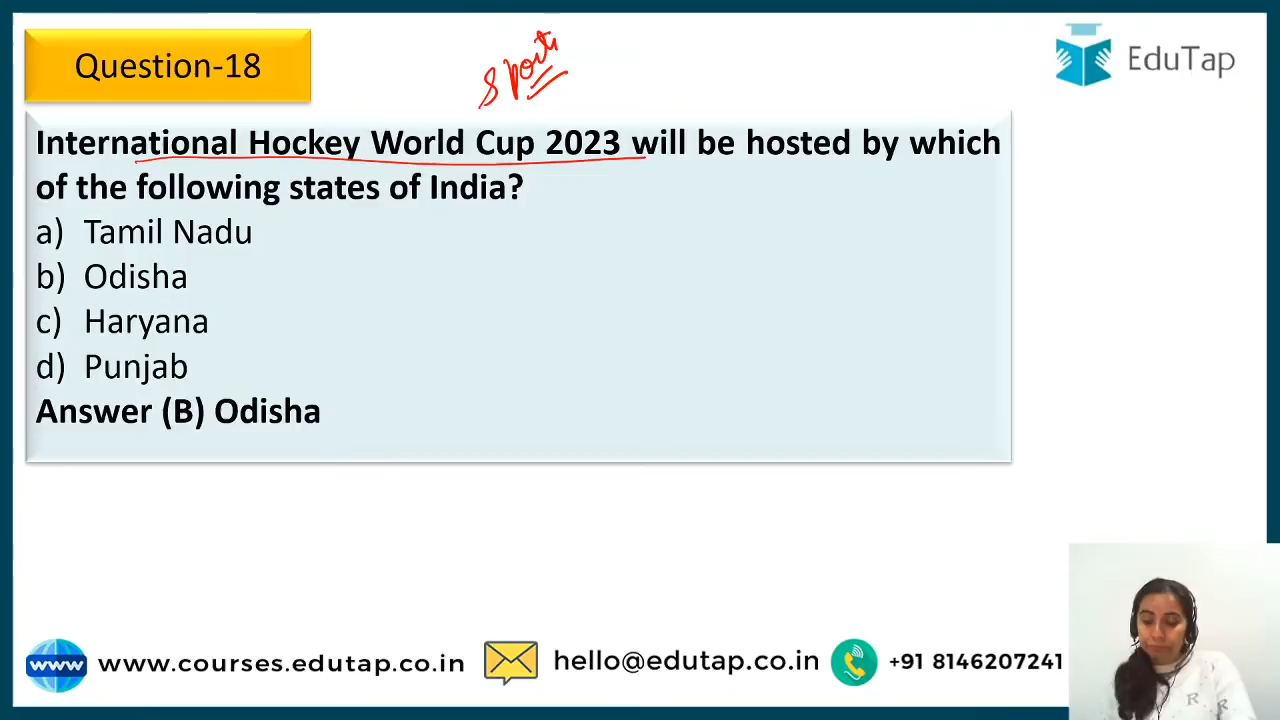 Question-18
Sports
EduTap
International Hockey World Cup 2023 will be hosted by which
of the following states of India?
a) Tamil Nadu
b) Odisha
c) Haryana
d) Punjab
Answer (B) Odisha
www
www.courses.edutap.co.in
hello@edutap.co.in
+91 8146207241
R
R